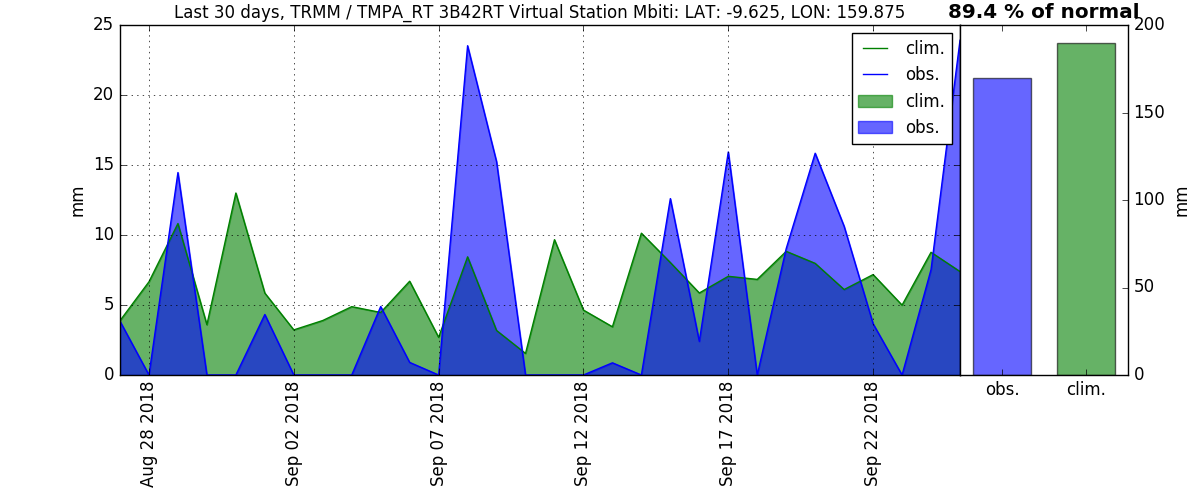 Last 30 days, TRMM / TMPA_RT 3B42RT Virtual Station Mbiti: LAT: -9.625, LON: 159.875
89.4 % of normal
25
20
15
10
5
0
mm
clim.
obs.
clim.
obs.
200
150
100
50
0
mm
obs.
clim.
Aug 28 2018
Sep 02 2018
Sep 07 2018
Sep 12 2018
Sep 17 2018
Sep 22 2018